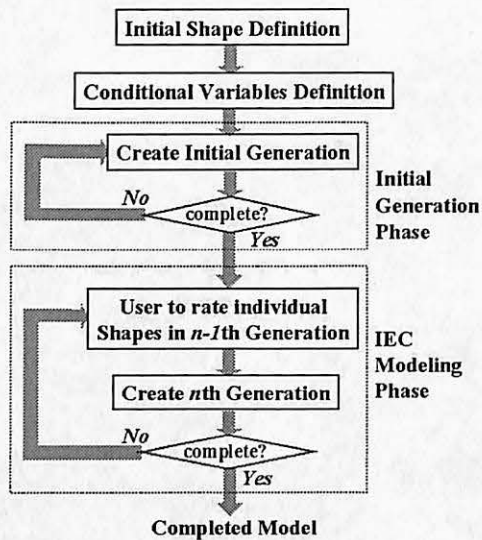 Initial Shape Definition
Conditional Variables Definition
Create Initial Generation
No
complete?
Yes
Initial
Generation
Phase
User to rate individual
Shapes in n-1th Generation
Create nth Generation
No
complete?
Yes
IEC
Modeling
Phase
Completed Model